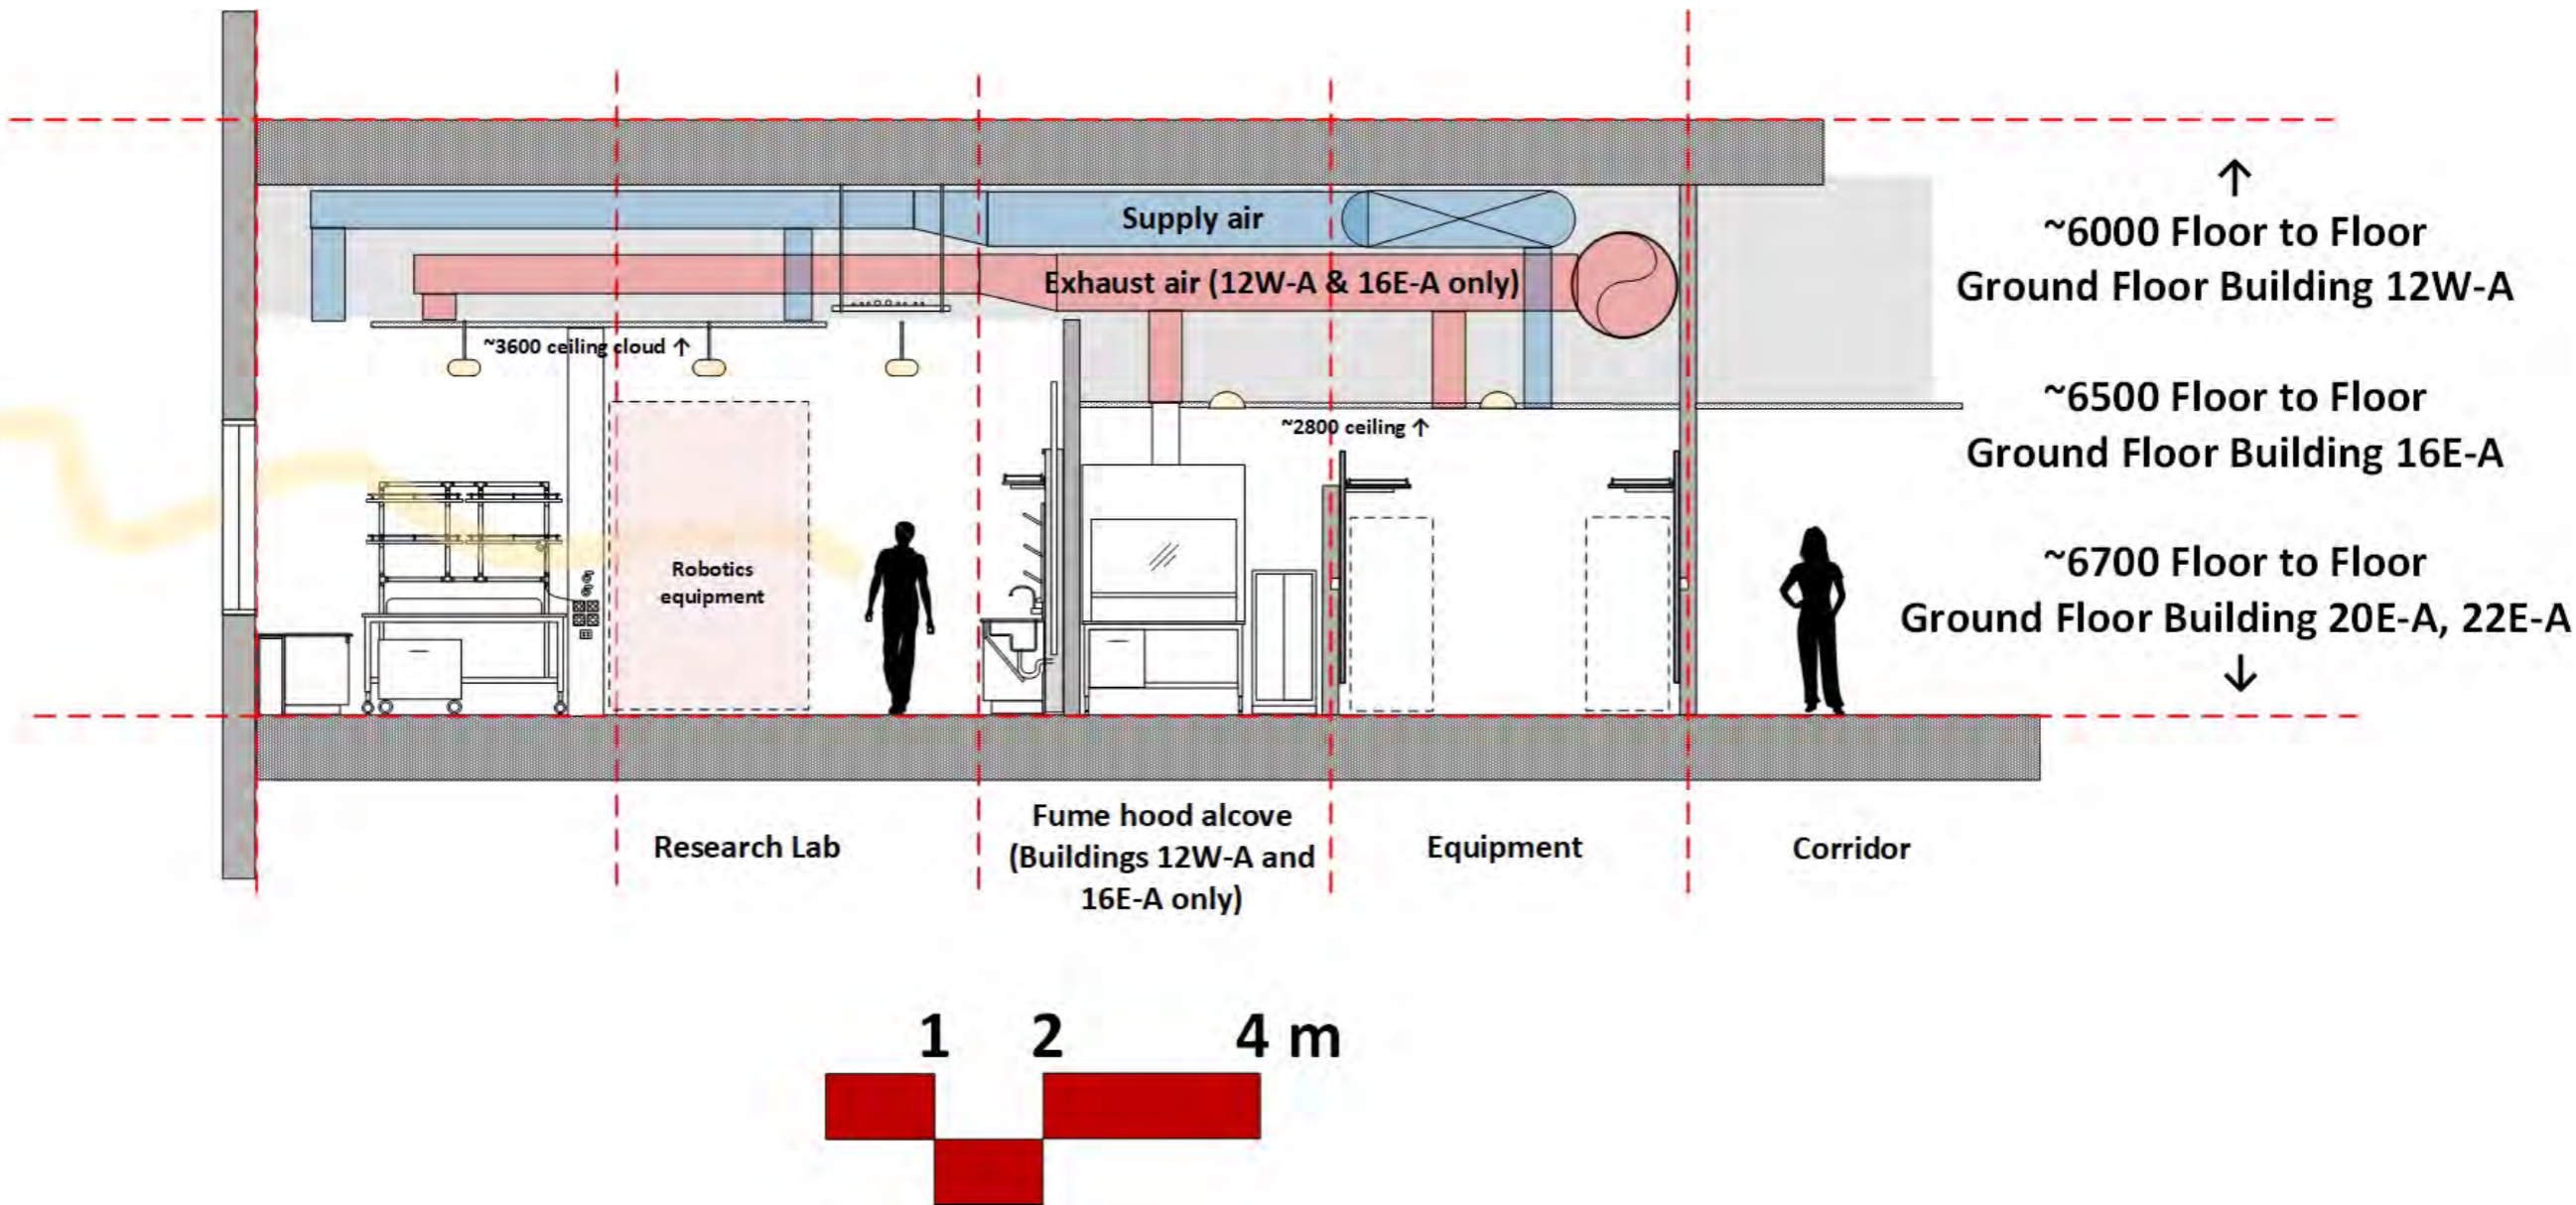 Supply air
Exhaust air (12W-A & 16E-A only)
~3600 ceiling cloud ↑
~2800 ceiling ↑
Robotics
equipment
↑
~6000 Floor to Floor
Ground Floor Building 12W-A
~6500 Floor to Floor
Ground Floor Building 16E-A
~6700 Floor to Floor
Ground Floor Building 20E-A, 22E-A
↓
Research Lab
Fume hood alcove
(Buildings 12W-A and
16E-A only)
Equipment
Corridor
1 2 4 m